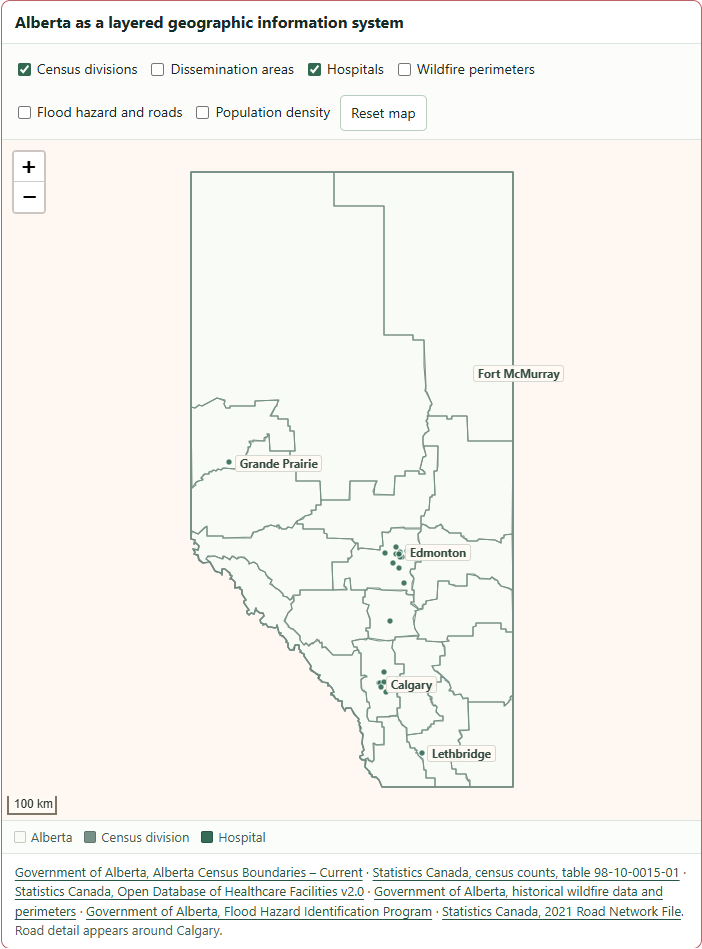 Alberta as a layered geographic information system
Census divisions Dissemination areas Hospitals Wildfire perimeters
Flood hazard and roads Population density Reset map
+
−
Fort McMurray
Grande Prairie
Edmonton
Calgary
Lethbridge
100 km
Alberta Census division Hospital
Government of Alberta, Alberta Census Boundaries – Current · Statistics Canada, census counts, table 98-10-0015-01 ·
Statistics Canada, Open Database of Healthcare Facilities v2.0 · Government of Alberta, historical wildfire data and
perimeters · Government of Alberta, Flood Hazard Identification Program · Statistics Canada, 2021 Road Network File.
Road detail appears around Calgary.